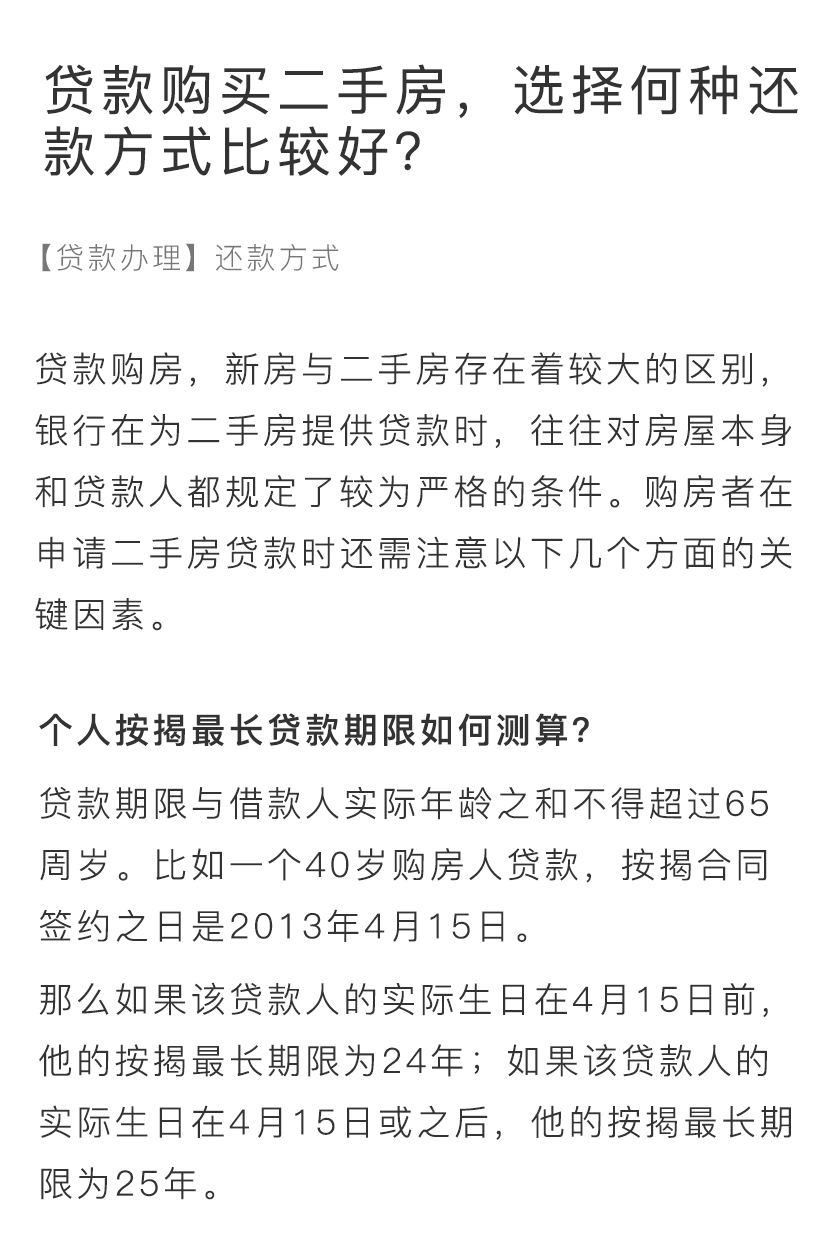 贷款购买二手房，选择何种还
款方式比较好？
【贷款办理】还款方式
贷款购房，新房与二手房存在着较大的区别，
银行在为二手房提供贷款时，往往对房屋本身
和贷款人都规定了较为严格的条件。购房者在
申请二手房贷款时还需注意以下几个方面的关
键因素。
个人按揭最长贷款期限如何测算？
贷款期限与借款人实际年龄之和不得超过65
周岁。比如一个40岁购房人贷款，按揭合同
签约之日是2013年4月15日。
那么如果该贷款人的实际生日在4月15日前，
他的按揭最长期限为24年；如果该贷款人的
实际生日在4月15日或之后，他的按揭最长期
限为25年。